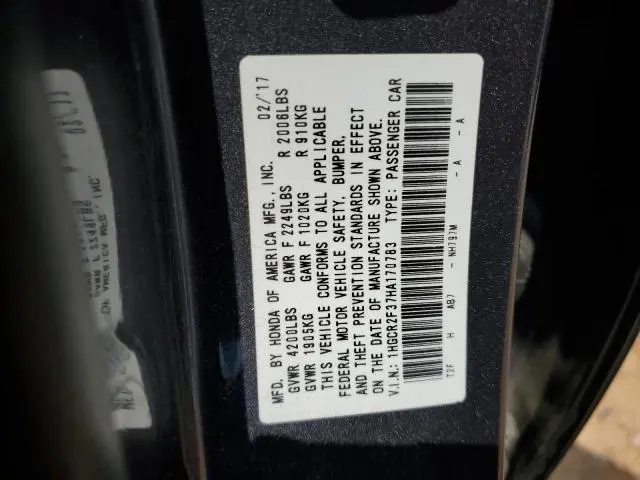 MFD. BY HONDA OF AMERICA MFG., INC. 02/'17
GVWR 4200LBS GAWR F 2249LBS R 2006LBS
GVWR 1905KG GAWR F 1020KG R 910KG
THIS VEHICLE CONFORMS TO ALL APPLICABLE
FEDERAL MOTOR VEHICLE SAFETY, BUMPER,
AND THEFT PREVENTION STANDARDS IN EFFECT
ON THE DATE OF MANUFACTURE SHOWN ABOVE.
V.I.N.: 1HGCR2F37HA170783 TYPE: PASSENGER CAR
T2F H AB7 - NH797M - A - A